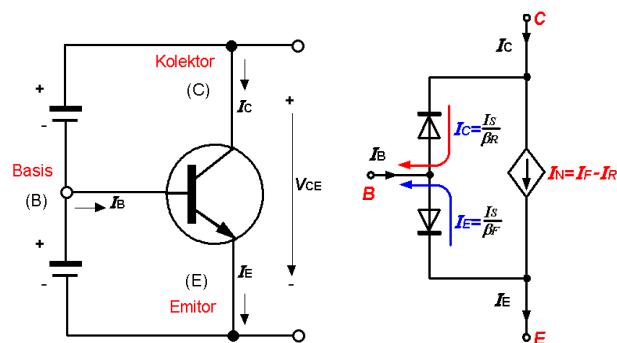 Kolektor
(C)
IC
+
-
+
VCE
-
Basis
(B)
IB
+
-
(E)
IE
Emitor
C
IC
IC=IS/βR
IB
B
IN=IF-IR
IE=IS/βF
IE
E